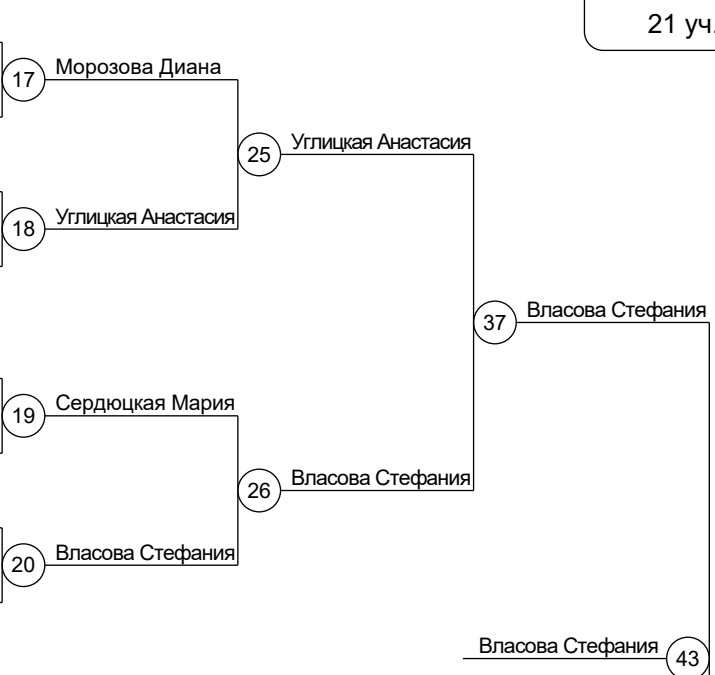 21 уч.
17 Морозова Диана
25 Углицкая Анастасия
18 Углицкая Анастасия
37 Власова Стефания
19 Сердюцкая Мария
26 Власова Стефания
20 Власова Стефания
Власова Стефания 43